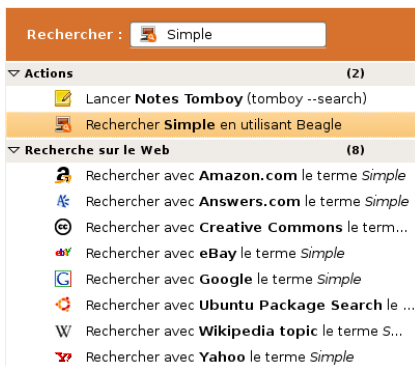 Rechercher : Simple
Actions (2)
Lancer Notes Tomboy (tomboy --search)
Rechercher Simple en utilisant Beagle
Recherche sur le Web (8)
Rechercher avec Amazon.com le terme Simple
Rechercher avec Answers.com le terme Simple
Rechercher avec Creative Commons le term...
Rechercher avec eBay le terme Simple
Rechercher avec Google le terme Simple
Rechercher avec Ubuntu Package Search le ...
Rechercher avec Wikipedia topic le terme S...
Rechercher avec Yahoo le terme Simple